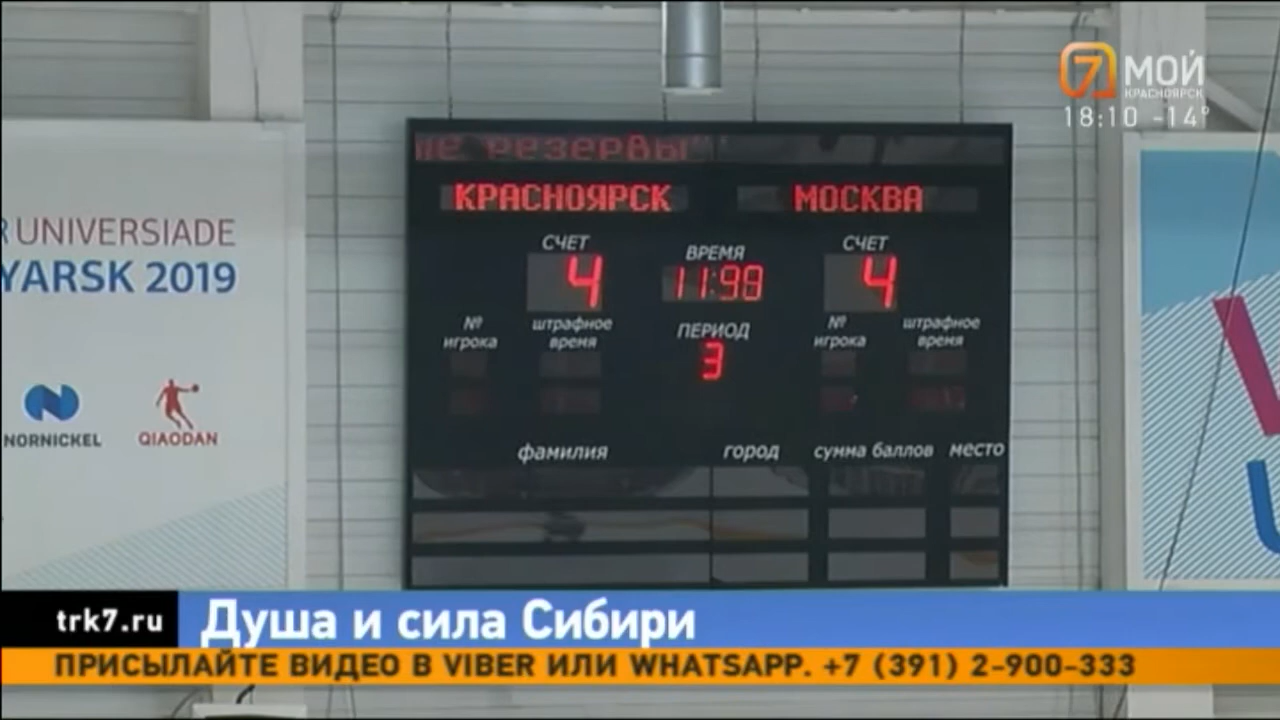 7 МОЙ
КРАСНОЯРСК
18:10 -14°
резервы"
КРАСНОЯРСК МОСКВА
СЧЕТ ВРЕМЯ СЧЕТ
4 11:98 4
№ игрока
штрафное время
ПЕРИОД
3
№ игрока
штрафное время
фамилия город сумма баллов место
UNIVERSIADE
YARSK 2019
NORNICKEL QIAODAN
trk7.ru Душа и сила Сибири
ПРИСЫЛАЙТЕ ВИДЕО В VIBER ИЛИ WHATSAPP. +7 (391) 2-900-333